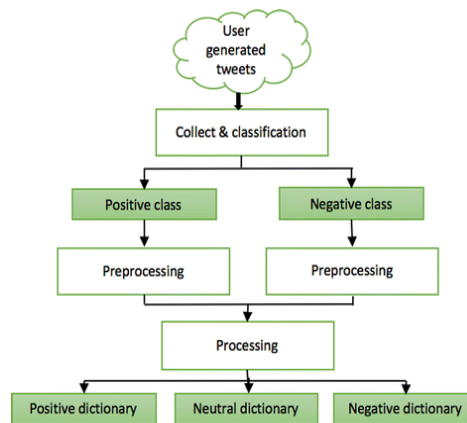 User
generated
tweets
Collect & classification
Positive class
Negative class
Preprocessing
Preprocessing
Processing
Positive dictionary
Neutral dictionary
Negative dictionary